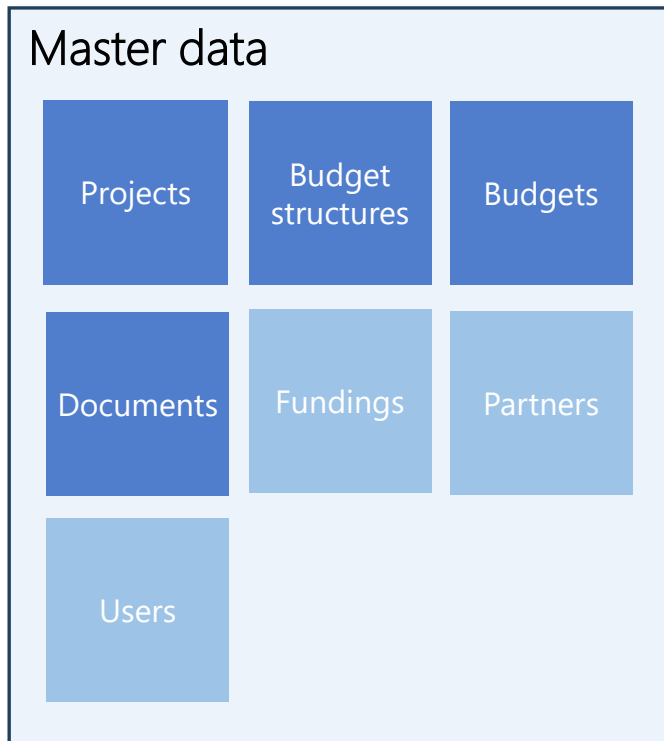 Master data
Projects
Budget
structures
Budgets
Documents
Fundings
Partners
Users